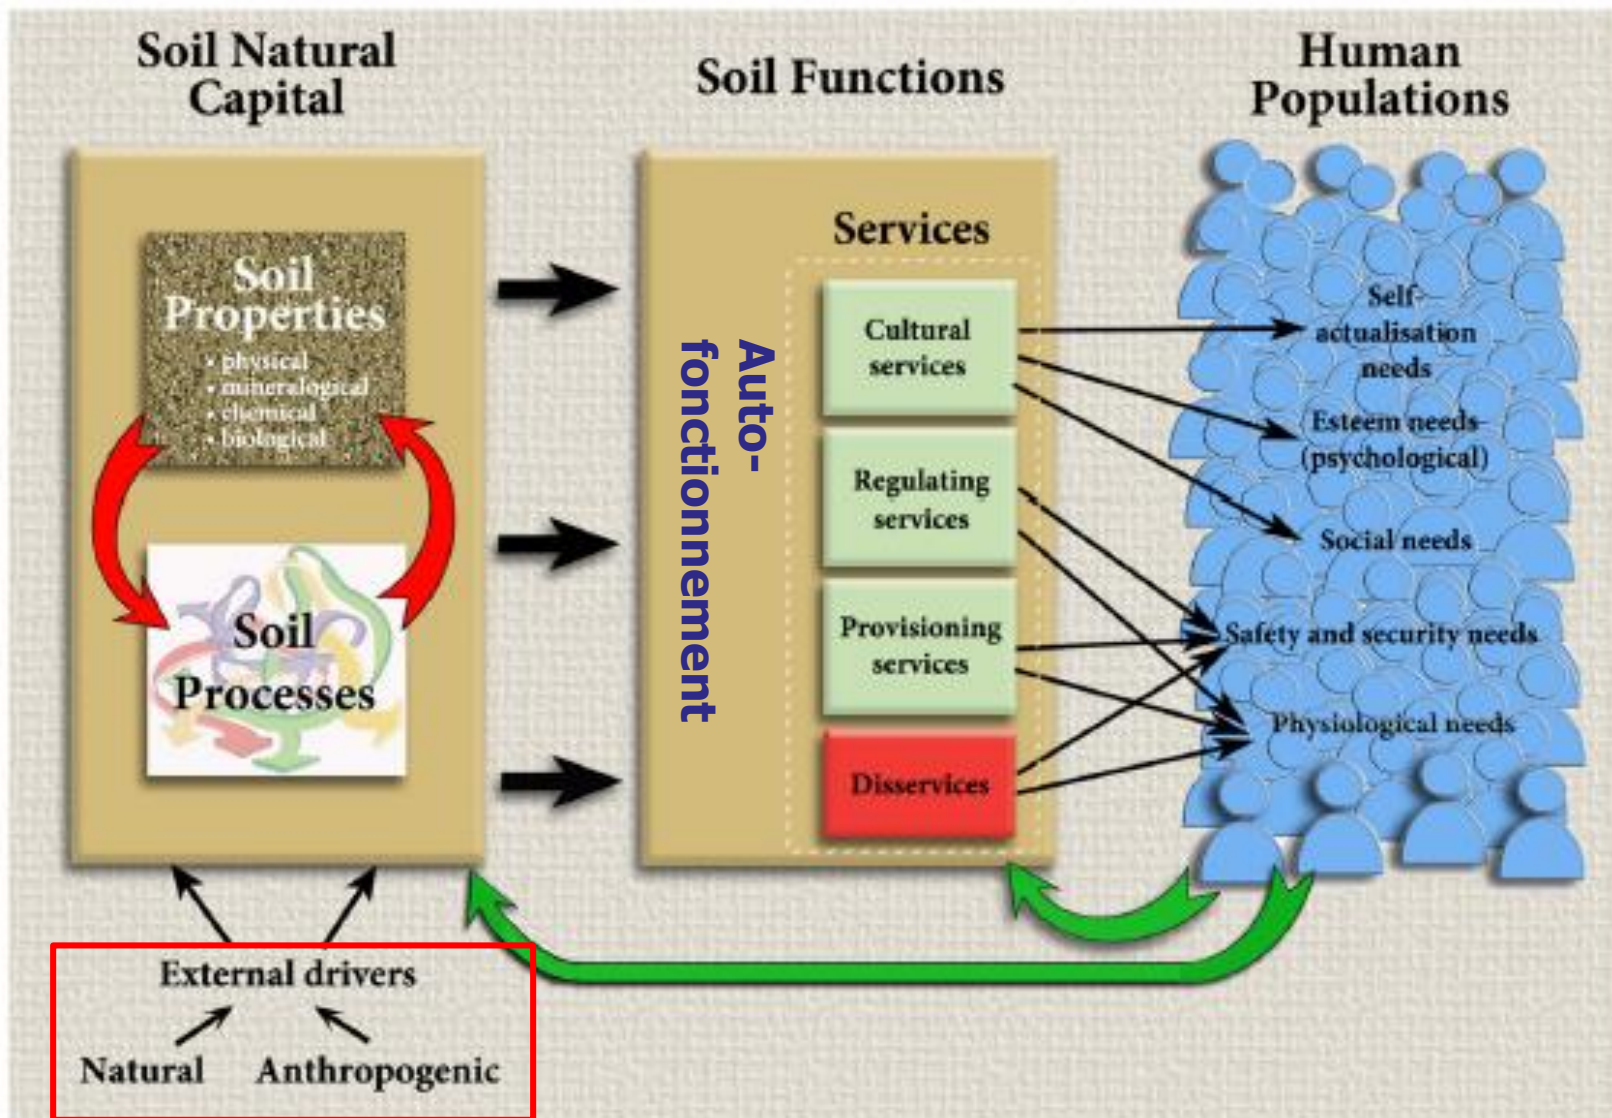 Soil Natural
Capital
Soil
Properties
• physical
• mineralogical
• chemical
• biological
Soil
Processes
External drivers
Natural
Anthropogenic
Soil Functions
Auto-
fonctionnement
Services
Cultural
services
Regulating
services
Provisioning
services
Disservices
Human
Populations
Self-
actualisation
needs
Esteem needs-
(psychological)
Social needs
Safety and security needs
Physiological needs